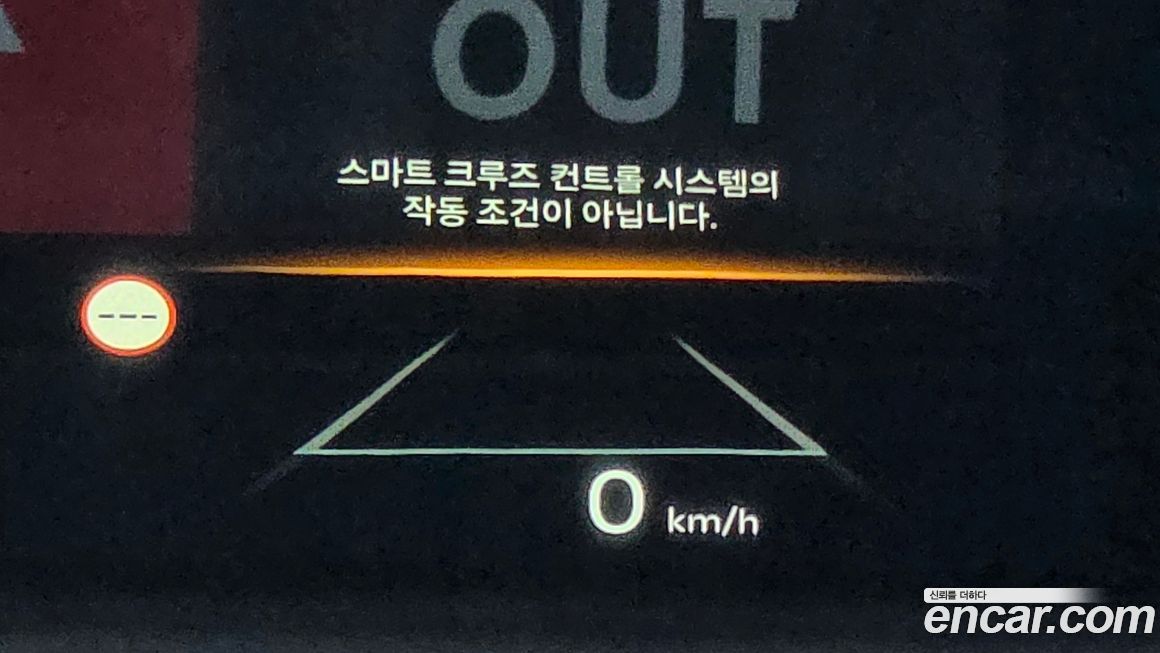 OUT
스마트 크루즈 컨트롤 시스템의
작동 조건이 아닙니다.
---
0 km/h
신뢰를 더하다
encar.com